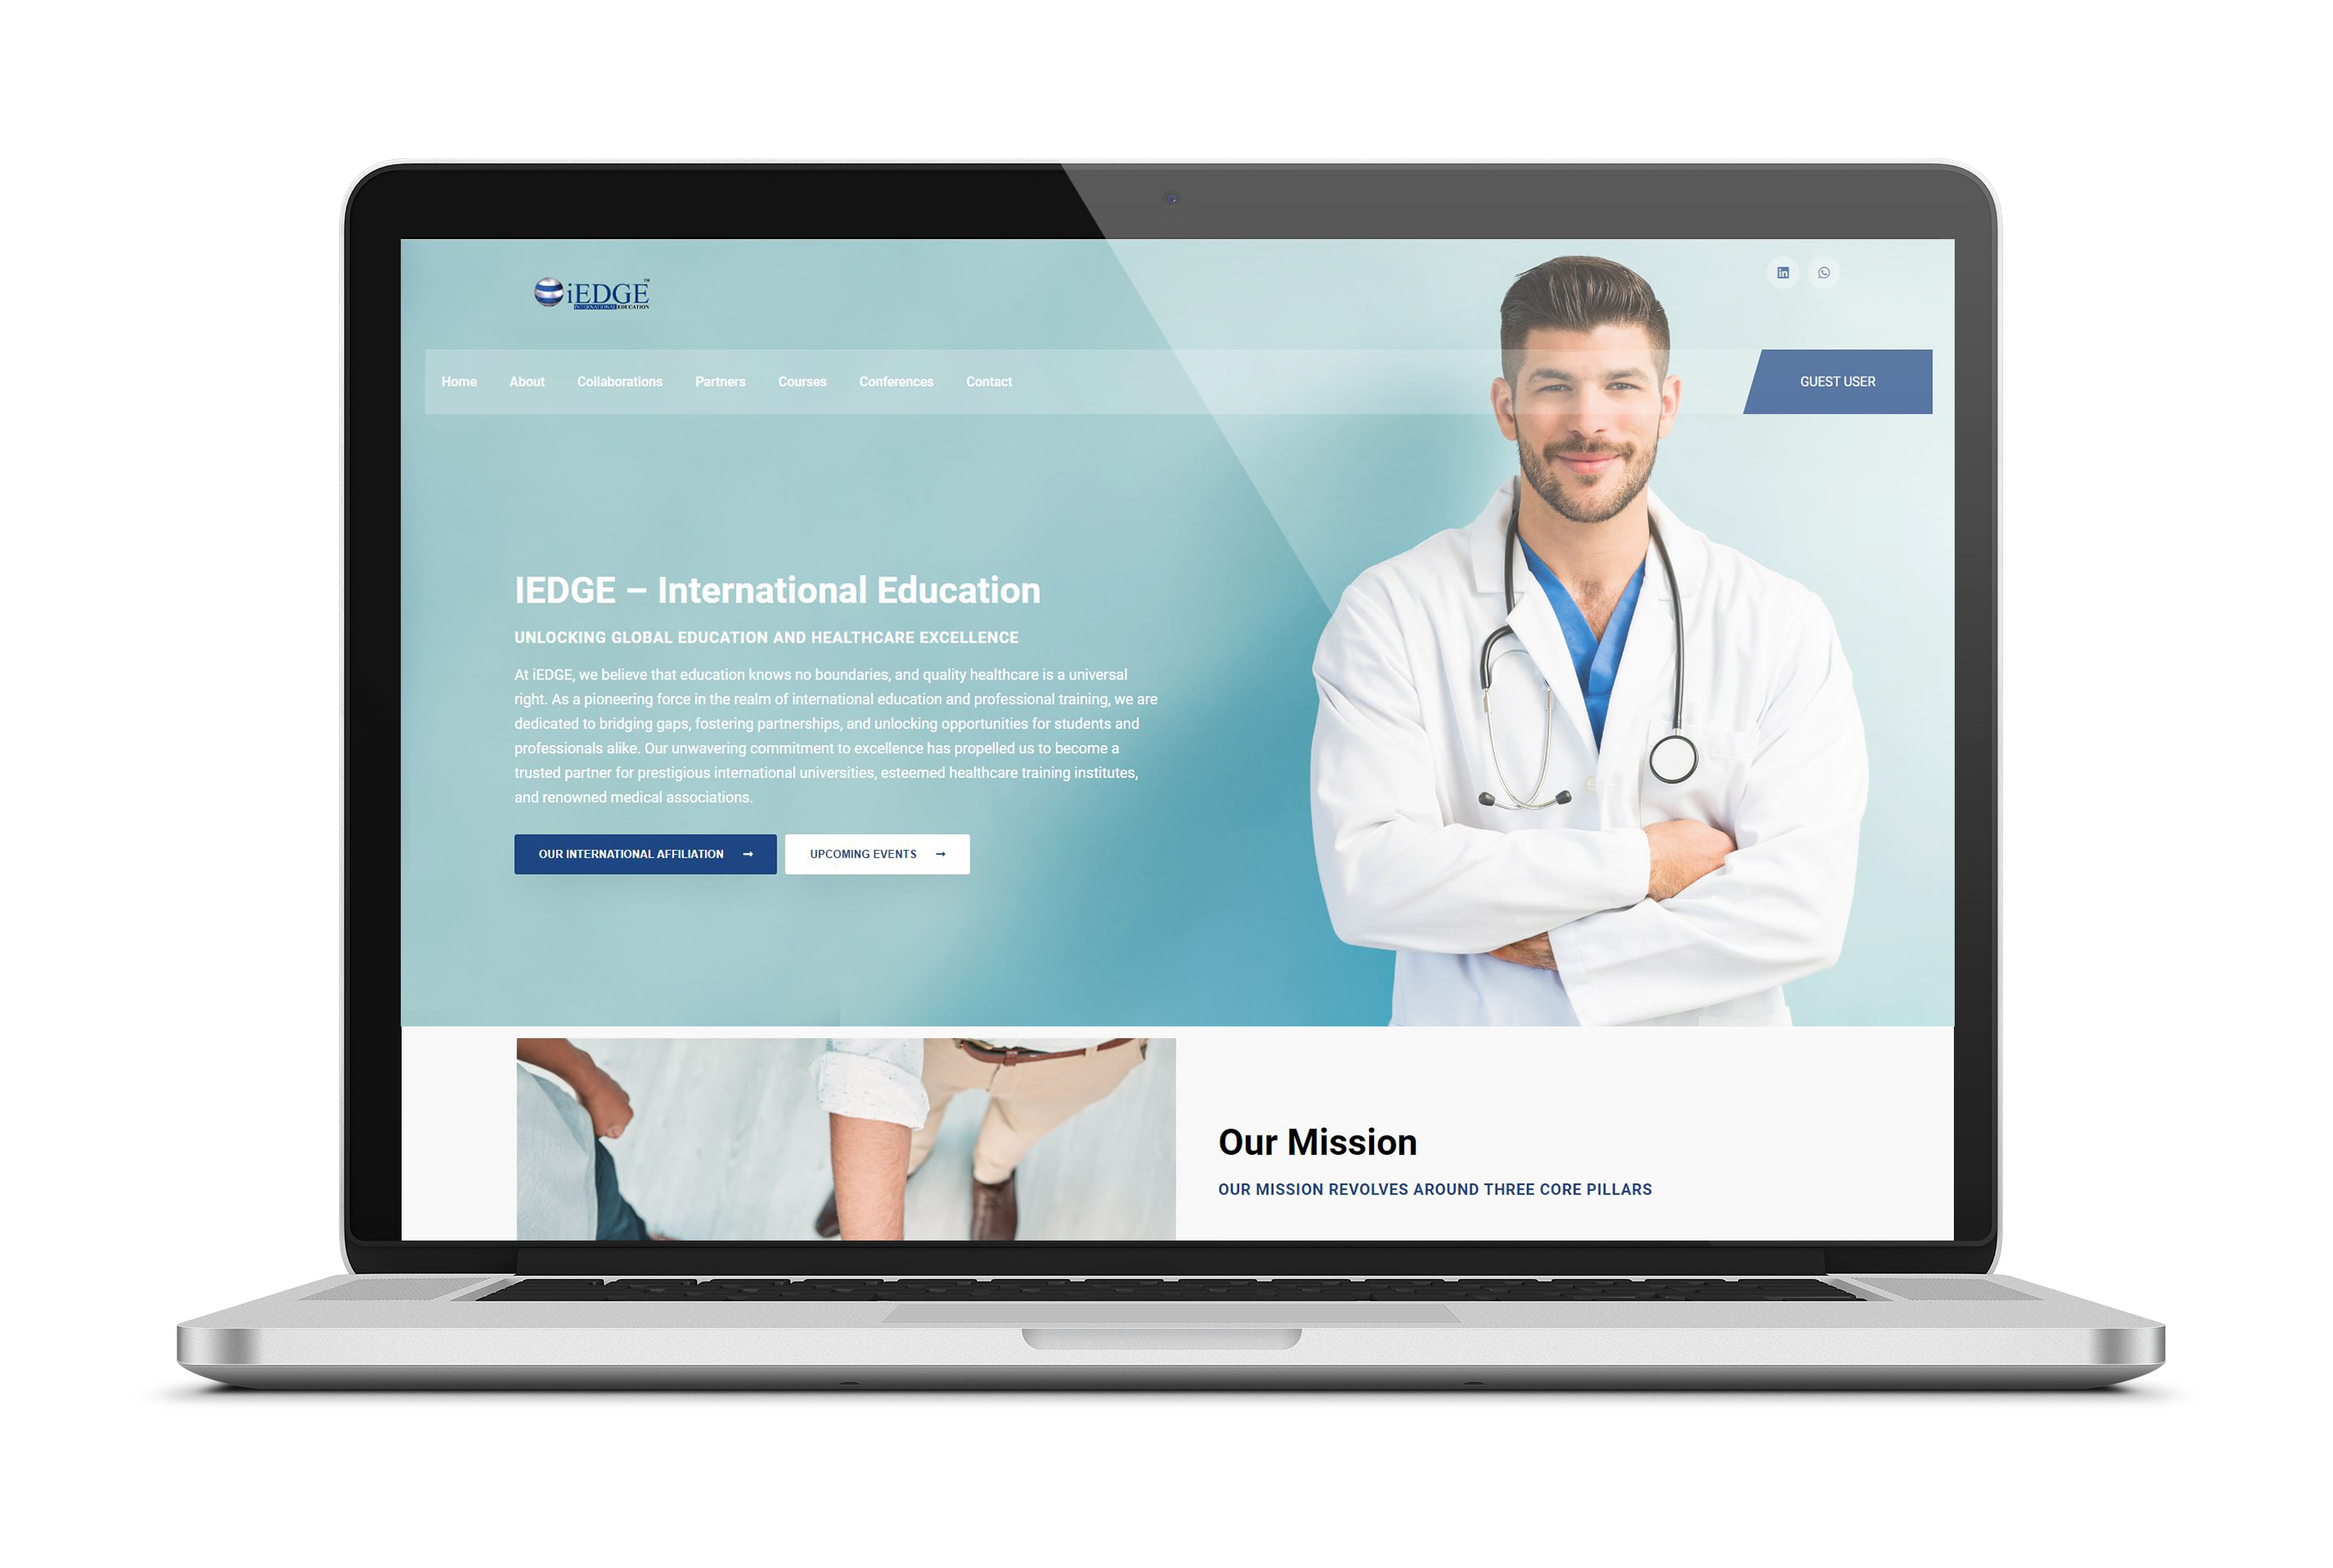 iEDGE™
INTERNATIONAL EDUCATION
Home About Collaborations Partners Courses Conferences Contact
GUEST USER
IEDGE – International Education
UNLOCKING GLOBAL EDUCATION AND HEALTHCARE EXCELLENCE
At iEDGE, we believe that education knows no boundaries, and quality healthcare is a universal
right. As a pioneering force in the realm of international education and professional training, we are
dedicated to bridging gaps, fostering partnerships, and unlocking opportunities for students and
professionals alike. Our unwavering commitment to excellence has propelled us to become a
trusted partner for prestigious international universities, esteemed healthcare training institutes,
and renowned medical associations.
OUR INTERNATIONAL AFFILIATION ➞ UPCOMING EVENTS ➞
Our Mission
OUR MISSION REVOLVES AROUND THREE CORE PILLARS